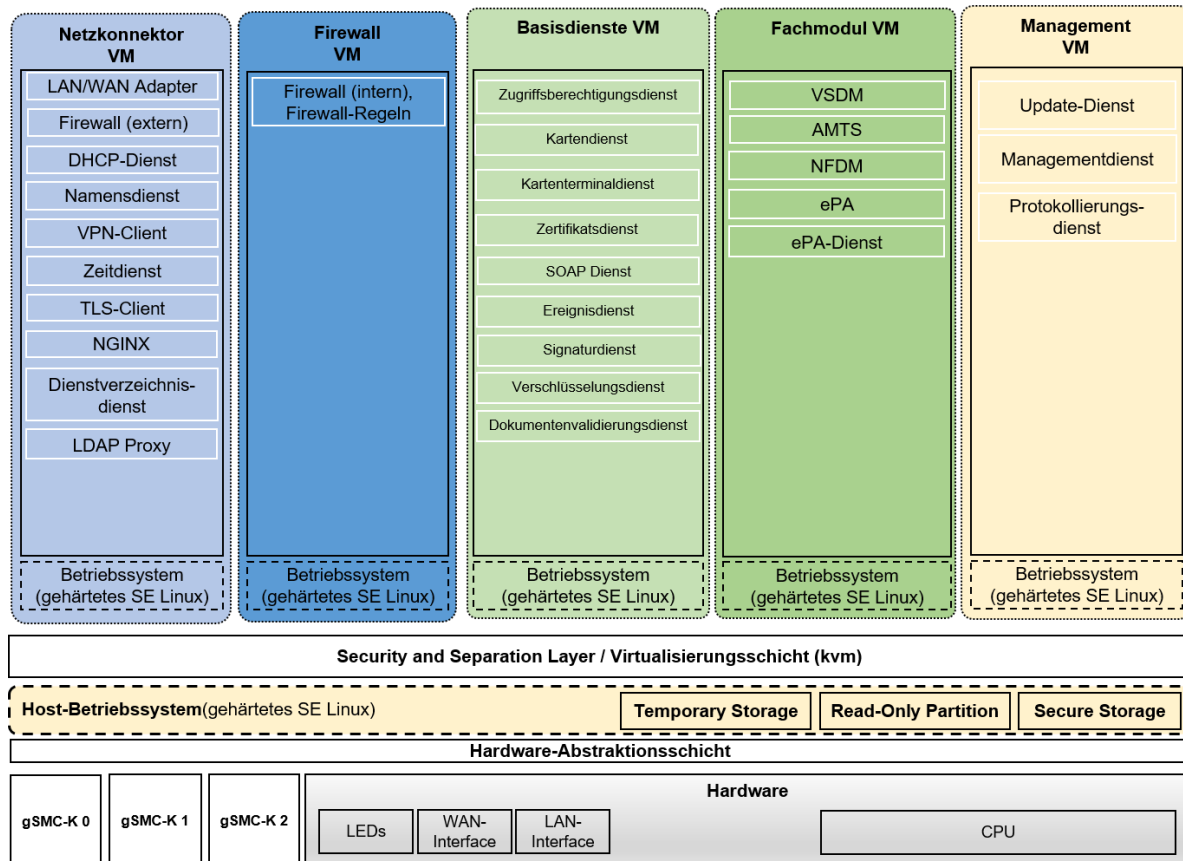 Netzkonnektor
VM
LAN/WAN Adapter
Firewall (extern)
DHCP-Dienst
Namensdienst
VPN-Client
Zeitdienst
TLS-Client
NGINX
Dienstverzeichnis-
dienst
LDAP Proxy
Betriebssystem
(gehärtetes SE Linux)
Firewall
VM
Firewall (intern),
Firewall-Regeln
Betriebssystem
(gehärtetes SE Linux)
Basisdienste VM
Zugriffsberechtigungsdienst
Kartendienst
Kartenterminaldienst
Zertifikatsdienst
SOAP Dienst
Ereignisdienst
Signaturdienst
Verschlüsselungsdienst
Dokumentenvalidierungsdienst
Betriebssystem
(gehärtetes SE Linux)
Fachmodul VM
VSDM
AMTS
NFDM
ePA
ePA-Dienst
Betriebssystem
(gehärtetes SE Linux)
Management
VM
Update-Dienst
Managementdienst
Protokollierungs-
dienst
Betriebssystem
(gehärtetes SE Linux)
Security and Separation Layer / Virtualisierungsschicht (kvm)
Host-Betriebssystem(gehärtetes SE Linux)
Temporary Storage
Read-Only Partition
Secure Storage
Hardware-Abstraktionsschicht
gSMC-K 0
gSMC-K 1
gSMC-K 2
Hardware
LEDs
WAN-
Interface
LAN-
Interface
CPU